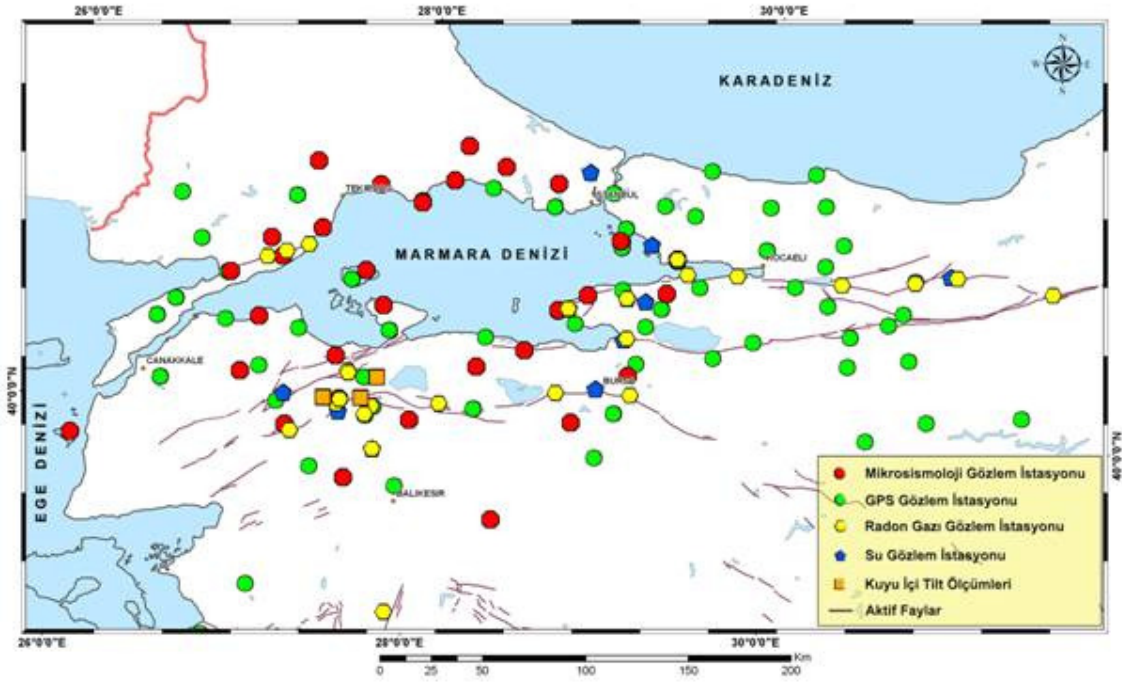 26°0'0"E 28°0'0"E 30°0'0"E
N
W E
S
KARADENİZ
TEKİRDAĞ
İSTANBUL
MARMARA DENİZİ
KOCAELİ
ÇANAKKALE
BURSA
40°0'0"N
EGE DENİZİ
BALIKESİR
40°0'0"N
Mikrosismoloji Gözlem İstasyonu
GPS Gözlem İstasyonu
Radon Gazı Gözlem İstasyonu
Su Gözlem İstasyonu
Kuyu İçi Tilt Ölçümleri
Aktif Faylar
26°0'0"E 28°0'0"E 30°0'0"E
Km
0 25 50 100 150 200